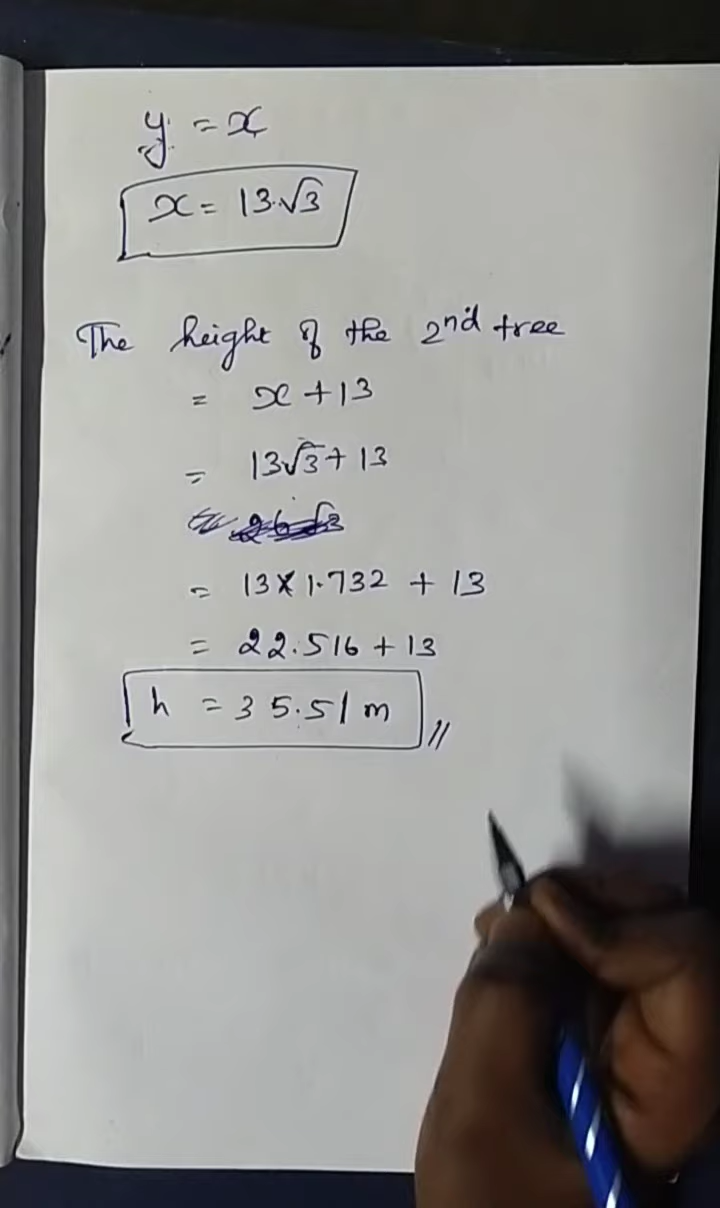 y = x
x = 13.√3
The height of the 2nd tree
= x + 13
= 13√3 + 13
= 13 × 1.732 + 13
= 22.516 + 13
h = 35.51 m //